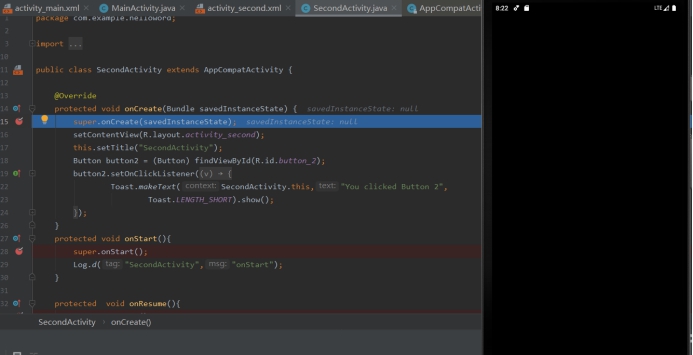 activity_main.xml × MainActivity.java × activity_second.xml × SecondActivity.java × AppCompatActi
8:22 LTE
1 package com.example.helloword;
2
3 import ...
10
11 public class SecondActivity extends AppCompatActivity {
12
13 @Override
14 protected void onCreate(Bundle savedInstanceState) { savedInstanceState: null
15 super.onCreate(savedInstanceState); savedInstanceState: null
16 setContentView(R.layout.activity_second);
17 this.setTitle("SecondActivity");
18 Button button2 = (Button) findViewById(R.id.button_2);
19 button2.setOnClickListener((v) → {
22 Toast.makeText( context: SecondActivity.this, text: "You clicked Button 2",
23 Toast.LENGTH_SHORT).show();
24 });
26 }
27 protected void onStart(){
28 super.onStart();
29 Log.d( tag: "SecondActivity", msg: "onStart");
30 }
31
32 protected void onResume(){
SecondActivity › onCreate()